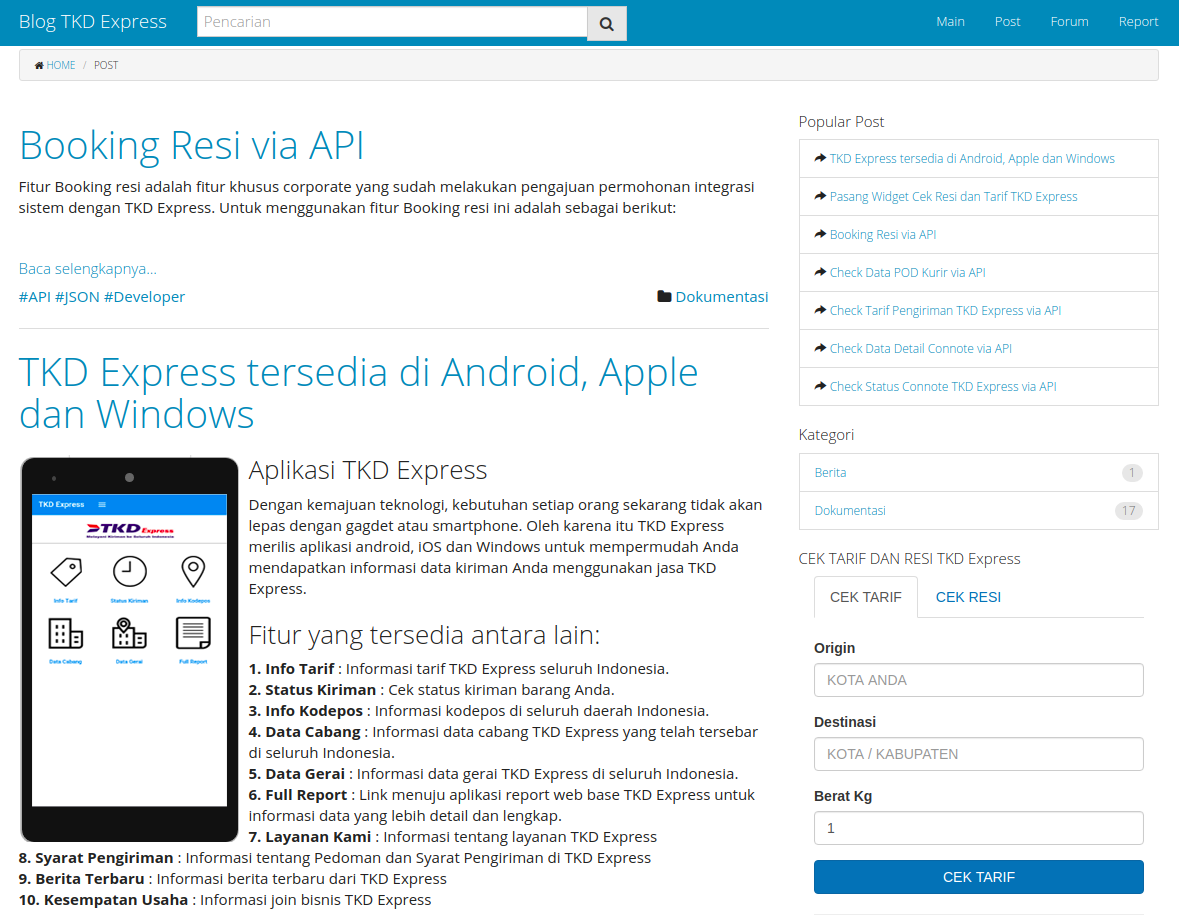 Blog TKD Express
Pencarian
Main Post Forum Report
HOME / POST
Booking Resi via API
Fitur Booking resi adalah fitur khusus corporate yang sudah melakukan pengajuan permohonan integrasi
sistem dengan TKD Express. Untuk menggunakan fitur Booking resi ini adalah sebagai berikut:
Baca selengkapnya...
#API #JSON #Developer
Dokumentasi
TKD Express tersedia di Android, Apple
dan Windows
TKD Express
TKD Express
Melayani Kiriman ke Seluruh Indonesia
Info Tarif Status Kiriman Info Kodepos
Data Cabang Data Gerai Full Report
Aplikasi TKD Express
Dengan kemajuan teknologi, kebutuhan setiap orang sekarang tidak akan
lepas dengan gagdet atau smartphone. Oleh karena itu TKD Express
merilis aplikasi android, iOS dan Windows untuk mempermudah Anda
mendapatkan informasi data kiriman Anda menggunakan jasa TKD
Express.
Fitur yang tersedia antara lain:
1. Info Tarif : Informasi tarif TKD Express seluruh Indonesia.
2. Status Kiriman : Cek status kiriman barang Anda.
3. Info Kodepos : Informasi kodepos di seluruh daerah Indonesia.
4. Data Cabang : Informasi data cabang TKD Express yang telah tersebar
di seluruh Indonesia.
5. Data Gerai : Informasi data gerai TKD Express di seluruh Indonesia.
6. Full Report : Link menuju aplikasi report web base TKD Express untuk
informasi data yang lebih detail dan lengkap.
7. Layanan Kami : Informasi tentang layanan TKD Express
8. Syarat Pengiriman : Informasi tentang Pedoman dan Syarat Pengiriman di TKD Express
9. Berita Terbaru : Informasi berita terbaru dari TKD Express
10. Kesempatan Usaha : Informasi join bisnis TKD Express
Popular Post
TKD Express tersedia di Android, Apple dan Windows
Pasang Widget Cek Resi dan Tarif TKD Express
Booking Resi via API
Check Data POD Kurir via API
Check Tarif Pengiriman TKD Express via API
Check Data Detail Connote via API
Check Status Connote TKD Express via API
Kategori
Berita 1
Dokumentasi 17
CEK TARIF DAN RESI TKD Express
CEK TARIF CEK RESI
Origin
KOTA ANDA
Destinasi
KOTA / KABUPATEN
Berat Kg
1
CEK TARIF